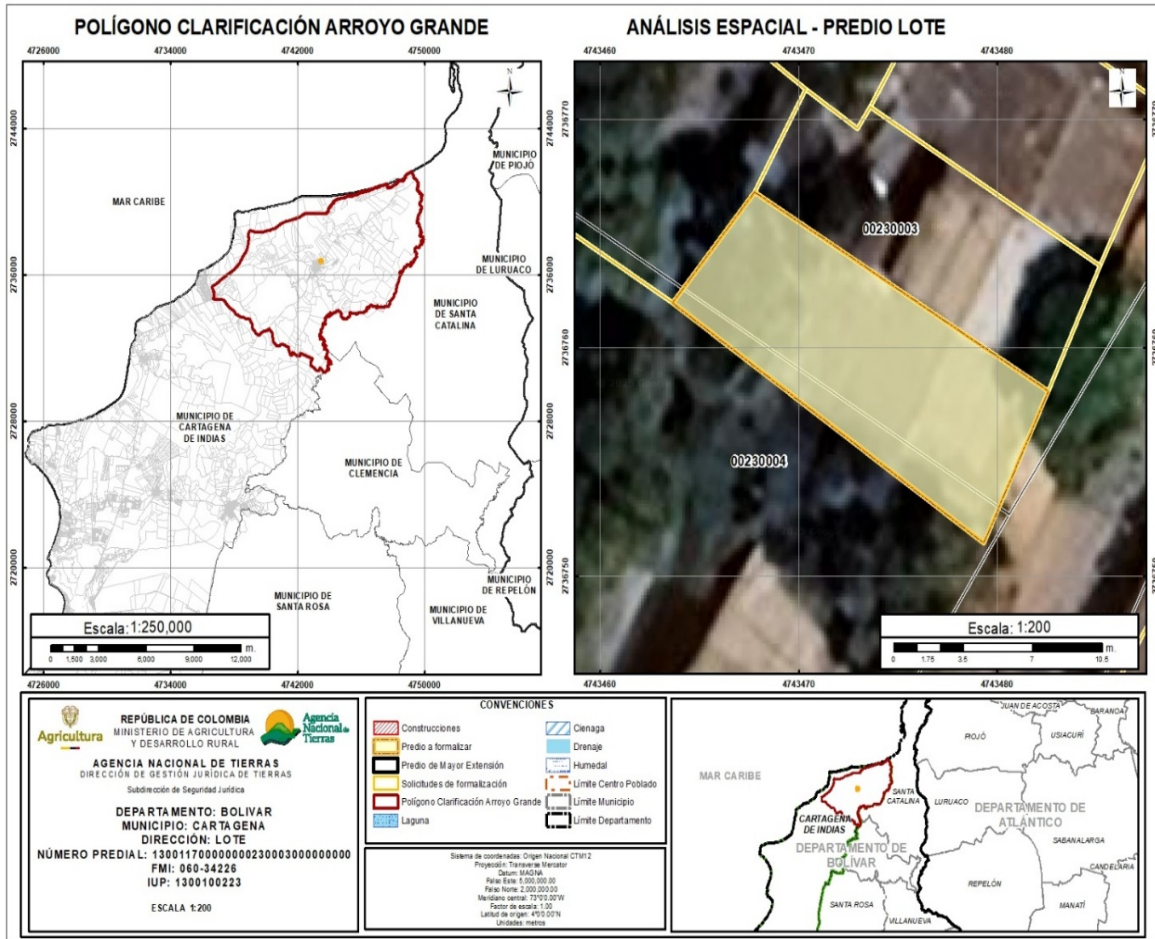 POLÍGONO CLARIFICACIÓN ARROYO GRANDE
4726000 4734000 4742000 4750000
2744000
2736000
2728000
2720000
N
MAR CARIBE
MUNICIPIO
DE PIOJÒ
MUNICIPIO
DE LURUACO
MUNICIPIO
DE SANTA
CATALINA
MUNICIPIO DE
CARTAGENA
DE INDIAS
MUNICIPIO DE
CLEMENCIA
MUNICIPIO
DE REPELÓN
MUNICIPIO DE
SANTA ROSA
MUNICIPIO DE
VILLANUEVA
Escala: 1:250,000
0 1,500 3,000 6,000 9,000 12,000 m.
4726000 4734000 4742000 4750000
ANÁLISIS ESPACIAL - PREDIO LOTE
4743460 4743470 4743480
N
2736770 2736770
00230003
2736760 2736760
00230004
2736750 2736750
Escala: 1:200
0 1.75 3.5 7 10.5 m.
4743460 4743470 4743480
Agricultura
REPÚBLICA DE COLOMBIA
MINISTERIO DE AGRICULTURA
Y DESARROLLO RURAL
Agencia
Nacional de
Tierras
AGENCIA NACIONAL DE TIERRAS
DIRECCIÓN DE GESTIÓN JURÍDICA DE TIERRAS
Subdirección de Seguridad Jurídica
DEPARTAMENTO: BOLIVAR
MUNICIPIO: CARTAGENA
DIRECCIÓN: LOTE
FMI: 060-34226
IUP: 1300100223
ESCALA 1:200
CONVENCIONES
Construcciones
Predio a formalizar
Predio de Mayor Extensión
Solicitudes de formalización
Polígono Clarificación Arroyo Grande
Laguna
Cienaga
Drenaje
Humedal
Límite Centro Poblado
Límite Municipio
Límite Departamento
Sistema de coordenadas: Origen Nacional CTM12
Proyección: Transverse Mercator
Datum: MAGNA
Falso Este: 5,000,000.00
Falso Norte: 2,000,000.00
Meridiano central: 73°0'0.00"W
Factor de escala: 1.00
Latitud de origen: 4°0'0.00"N
Unidades: metros
JUAN DE ACOSTA
BARANOA
PIOJÓ
USIACURÍ
MAR CARIBE
SANTA
CATALINA
LURUACO
DEPARTAMENTO DE
ATLÁNTICO
CARTAGENA
DE INDIAS
SABANALARGA
DEPARTAMENTO DE
BOLÍVAR
CANDELARIA
REPELÓN
MANATÍ
SANTA ROSA
VILLANUEVA